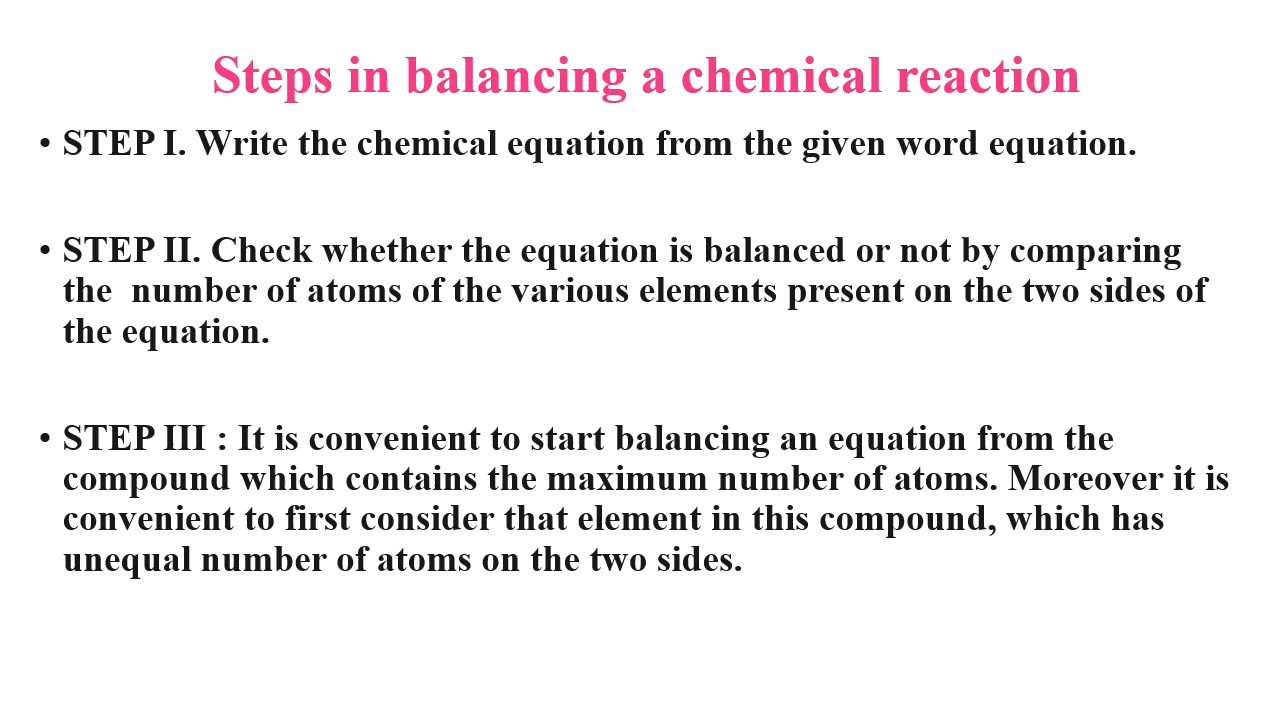 Steps in balancing a chemical reaction
• STEP I. Write the chemical equation from the given word equation.
• STEP II. Check whether the equation is balanced or not by comparing
the  number of atoms of the various elements present on the two sides of
the equation.
• STEP III : It is convenient to start balancing an equation from the
compound which contains the maximum number of atoms. Moreover it is
convenient to first consider that element in this compound, which has
unequal number of atoms on the two sides.